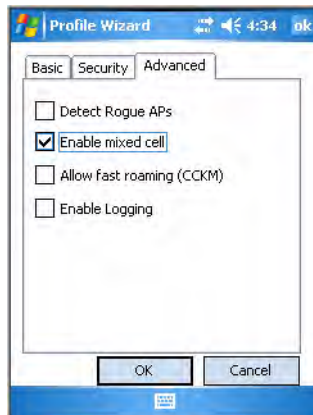 Profile Wizard 4:34 ok
Basic Security Advanced
Detect Rogue APs
Enable mixed cell
Allow fast roaming (CCKM)
Enable Logging
OK Cancel